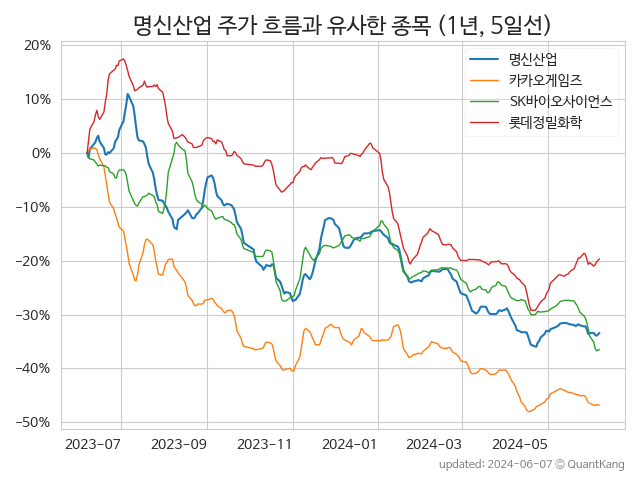 명신산업 주가 흐름과 유사한 종목 (1년, 5일선)
20%
10%
0%
−10%
−20%
−30%
−40%
−50%
명신산업
카카오게임즈
SK바이오사이언스
롯데정밀화학
2023-07 2023-09 2023-11 2024-01 2024-03 2024-05
updated: 2024-06-07 © QuantKang